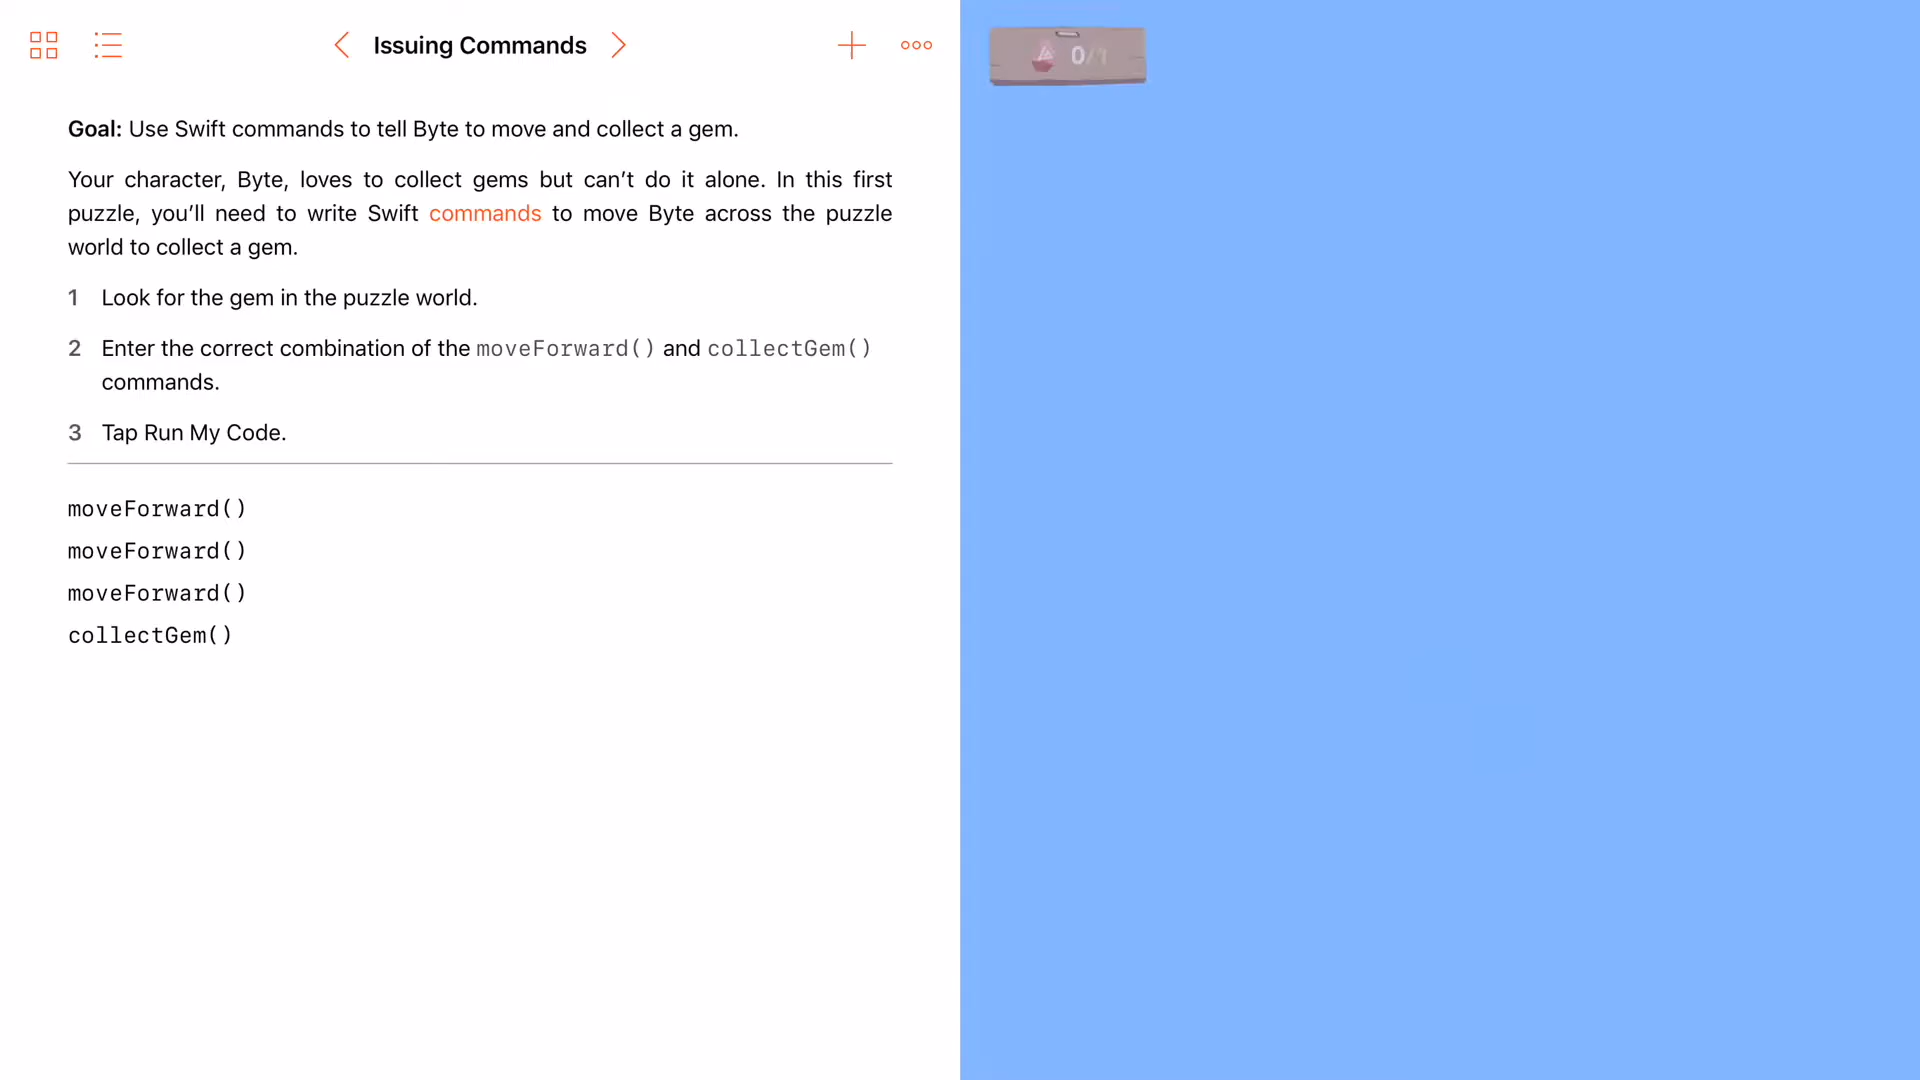 Issuing Commands
0/1
Goal: Use Swift commands to tell Byte to move and collect a gem.
Your character, Byte, loves to collect gems but can’t do it alone. In this first
puzzle, you’ll need to write Swift commands to move Byte across the puzzle
world to collect a gem.
1 Look for the gem in the puzzle world.
2 Enter the correct combination of the moveForward() and collectGem()
commands.
3 Tap Run My Code.
moveForward()
moveForward()
moveForward()
collectGem()